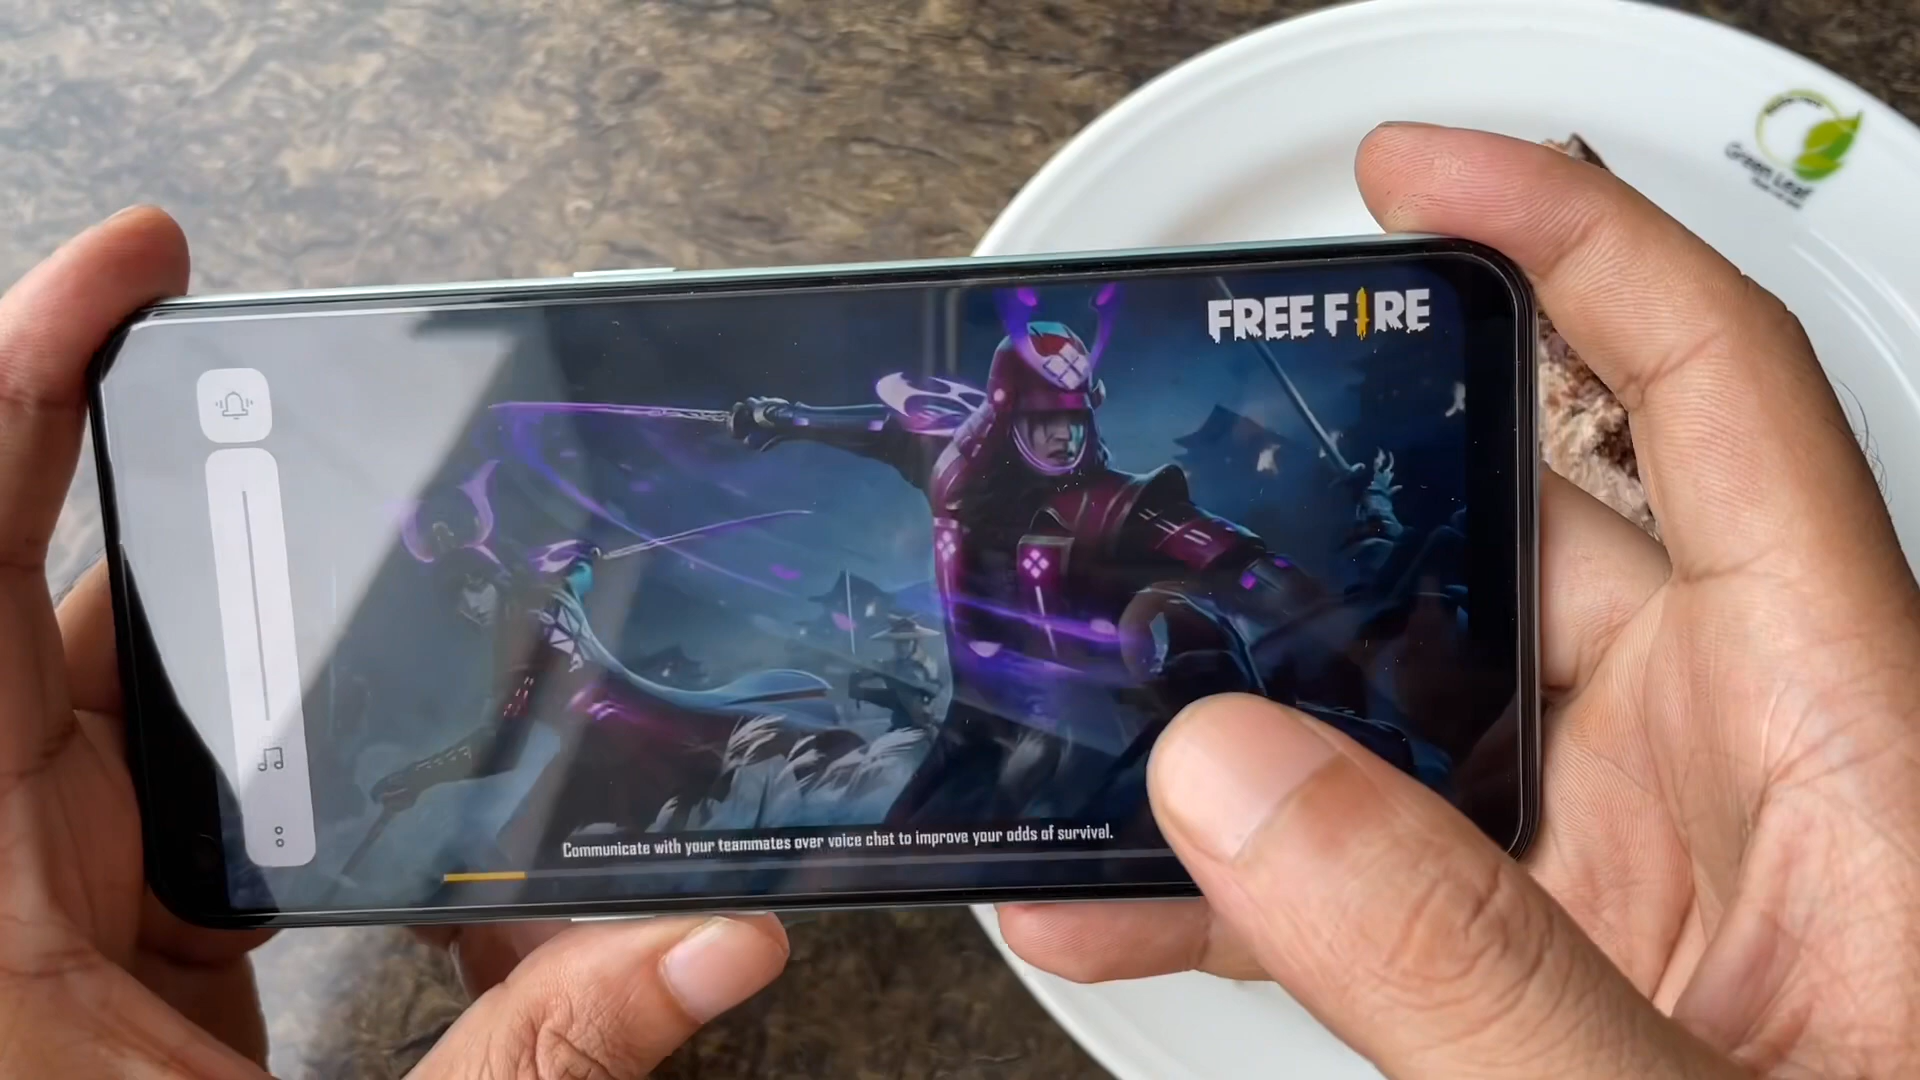 FREE FIRE
Green Leaf
Communicate with your teammates over voice chat to improve your odds of survival.